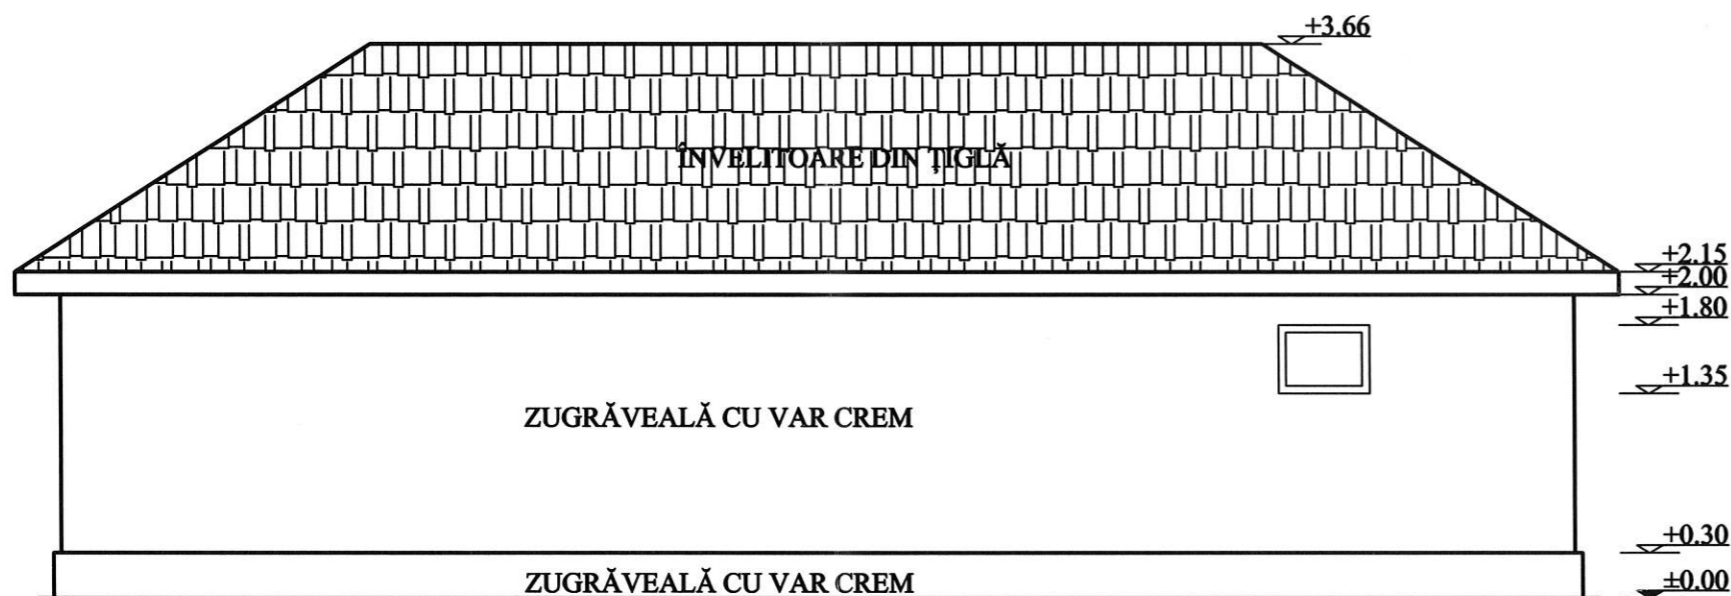 +3.66
ÎNVELITOARE DIN ŢIGLĂ
+2.15
+2.00
+1.80
+1.35
ZUGRĂVEALĂ CU VAR CREM
+0.30
ZUGRĂVEALĂ CU VAR CREM
±0.00